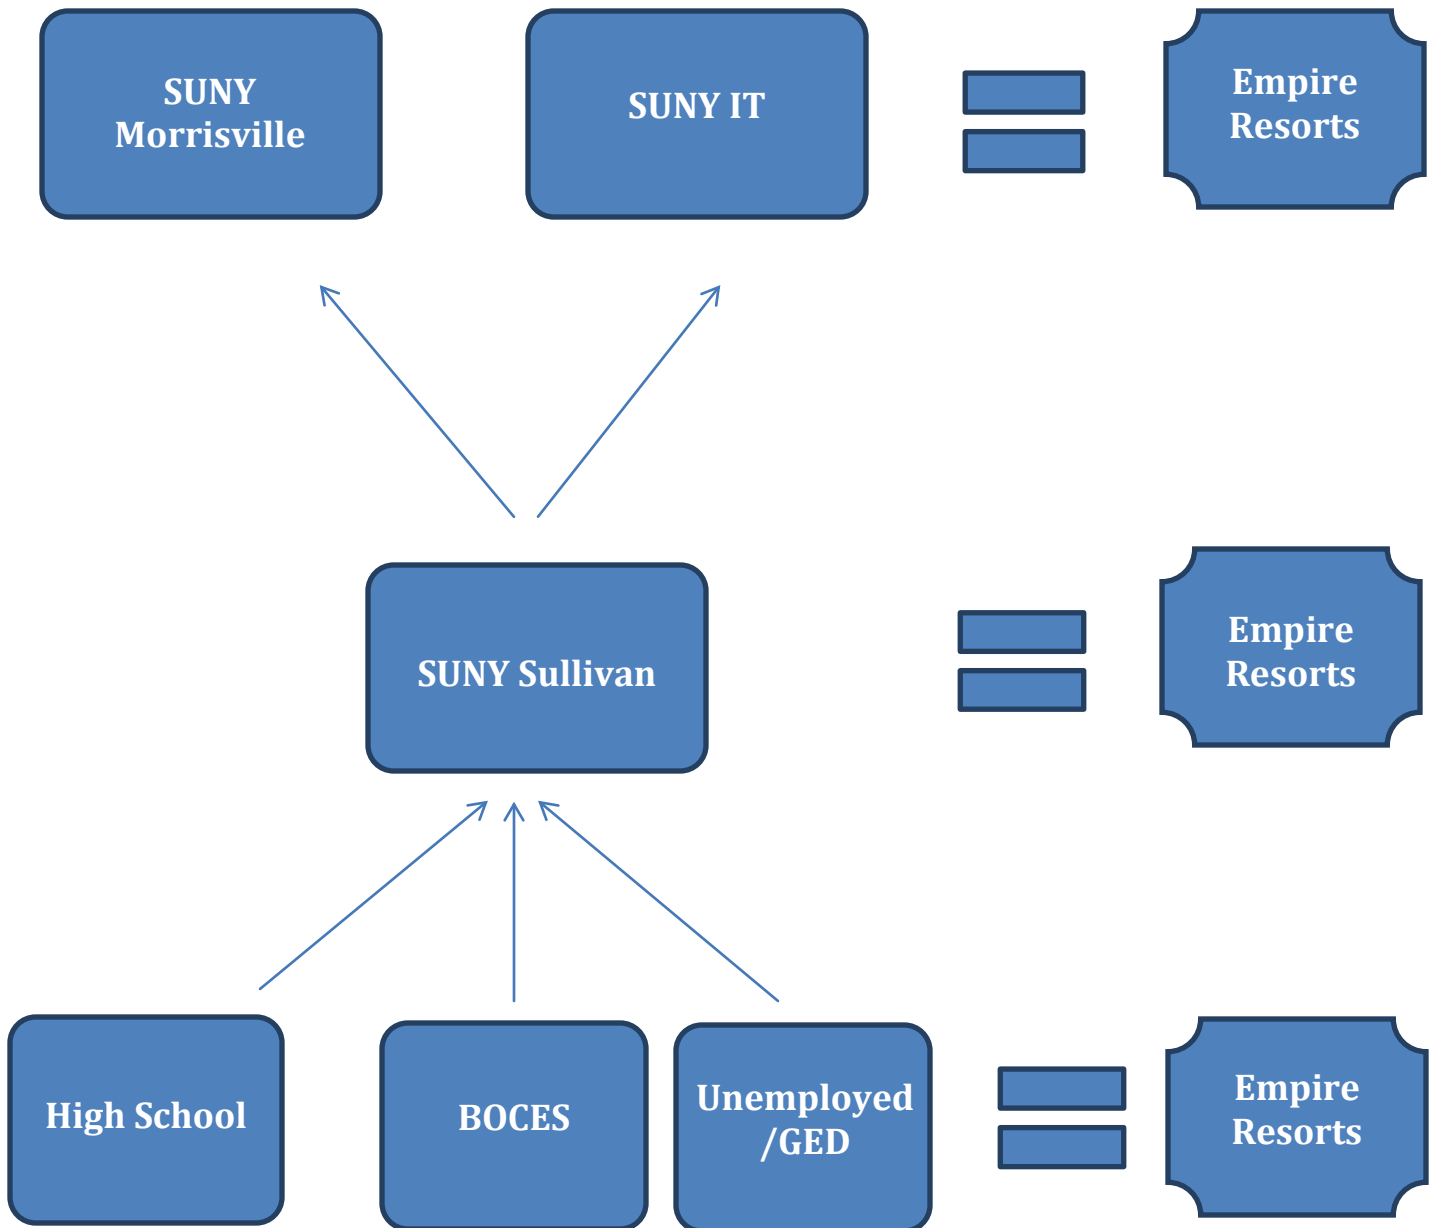 SUNY
Morrisville
SUNY IT
Empire
Resorts
SUNY Sullivan
Empire
Resorts
High School
BOCES
Unemployed
/GED
Empire
Resorts